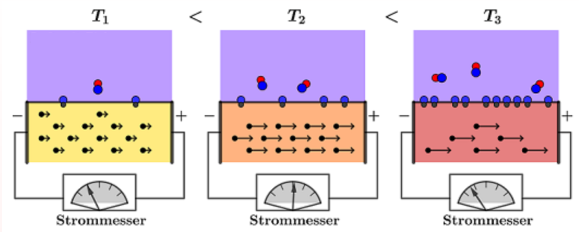 T₁ < T₂ < T₃
− + − + − +
Strommesser Strommesser Strommesser